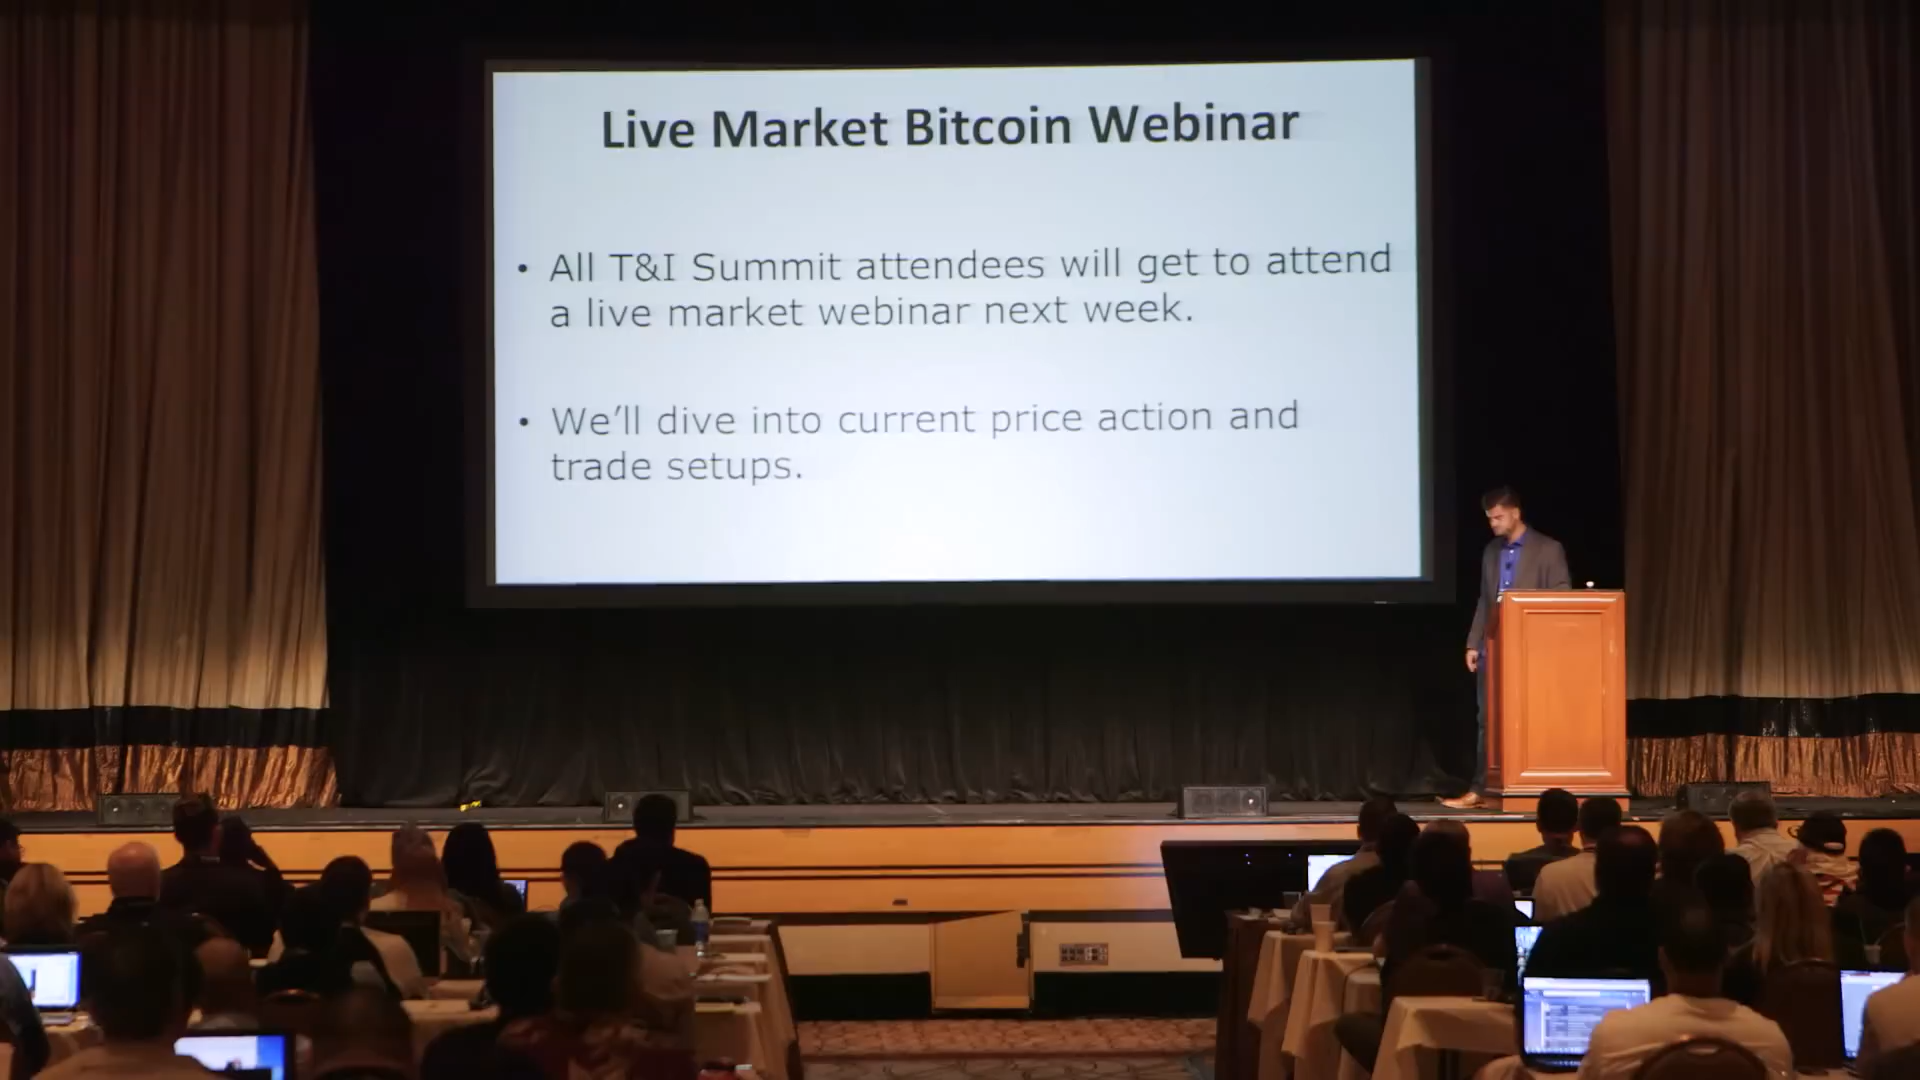 Live Market Bitcoin Webinar
• All T&I Summit attendees will get to attend
a live market webinar next week.
• We'll dive into current price action and
trade setups.